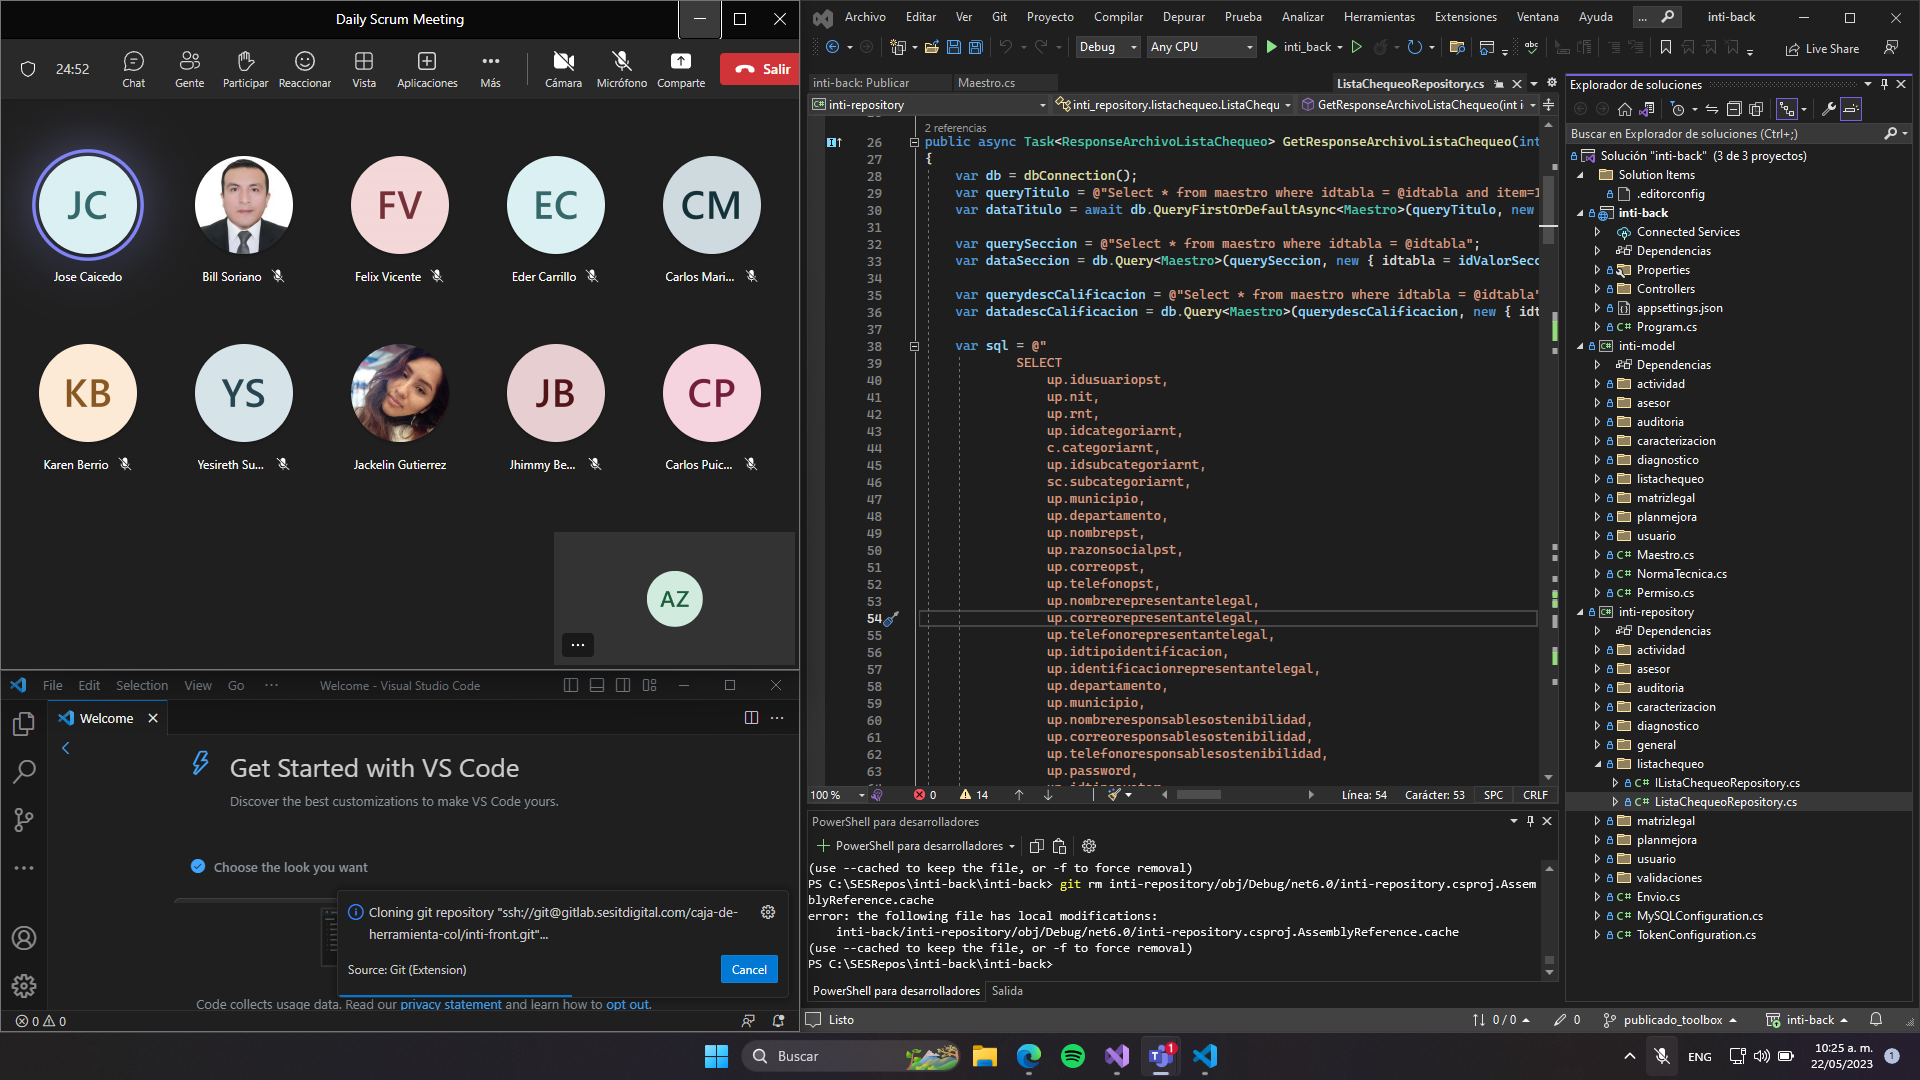 Daily Scrum Meeting
24:52
Chat
Gente
Participar
Reaccionar
Vista
Aplicaciones
Más
Cámara
Micrófono
Comparte
Salir
JC
FV
EC
CM
Jose Caicedo
Bill Soriano
Felix Vicente
Eder Carrillo
Carlos Mari...
KB
YS
JB
CP
Karen Berrio
Yesireth Su...
Jackelin Gutierrez
Jhimmy Be...
Carlos Puic...
AZ
File Edit Selection View Go ...
Welcome - Visual Studio Code
Welcome
Get Started with VS Code
Discover the best customizations to make VS Code yours.
Choose the look you want
Cloning git repository "ssh://git@gitlab.sesitdigital.com/caja-de-
herramienta-col/inti-front.git"...
Source: Git (Extension)
Cancel
Code collects usage data. Read our privacy statement and learn how to opt out.
0 0
Archivo Editar Ver Git Proyecto Compilar Depurar Prueba Analizar Herramientas Extensiones Ventana Ayuda ... inti-back
Debug Any CPU inti_back Live Share
inti-back: Publicar
Maestro.cs
ListaChequeoRepository.cs
inti-repository
inti_repository.listachequeo.ListaChequ
GetResponseArchivoListaChequeo(int i
2 referencias
26 public async Task<ResponseArchivoListaChequeo> GetResponseArchivoListaChequeo(int
27 {
28 var db = dbConnection();
29 var queryTitulo = @"Select * from maestro where idtabla = @idtabla and item=1
30 var dataTitulo = await db.QueryFirstOrDefaultAsync<Maestro>(queryTitulo, new
31
32 var querySeccion = @"Select * from maestro where idtabla = @idtabla";
33 var dataSeccion = db.Query<Maestro>(querySeccion, new { idtabla = idValorSecc
34
35 var querydescCalificacion = @"Select * from maestro where idtabla = @idtabla"
36 var datadescCalificacion = db.Query<Maestro>(querydescCalificacion, new { idt
37
38 var sql = @"
39 SELECT
40 up.idusuariopst,
41 up.nit,
42 up.rnt,
43 up.idcategoriarnt,
44 c.categoriarnt,
45 up.idsubcategoriarnt,
46 sc.subcategoriarnt,
47 up.municipio,
48 up.departamento,
49 up.nombrepst,
50 up.razonsocialpst,
51 up.correopst,
52 up.telefonopst,
53 up.nombrerepresentantelegal,
54 up.correorepresentantelegal,
55 up.telefonorepresentantelegal,
56 up.idtipoidentificacion,
57 up.identificacionrepresentantelegal,
58 up.departamento,
59 up.municipio,
60 up.nombreresponsablesostenibilidad,
61 up.correoresponsablesostenibilidad,
62 up.telefonoresponsablesostenibilidad,
63 up.password,
100 %
0
14
Línea: 54 Carácter: 53 SPC CRLF
PowerShell para desarrolladores
PowerShell para desarrolladores
(use --cached to keep the file, or -f to force removal)
PS C:\SESRepos\inti-back\inti-back> git rm inti-repository/obj/Debug/net6.0/inti-repository.csproj.Assem
blyReference.cache
error: the following file has local modifications:
inti-back/inti-repository/obj/Debug/net6.0/inti-repository.csproj.AssemblyReference.cache
(use --cached to keep the file, or -f to force removal)
PS C:\SESRepos\inti-back\inti-back>
PowerShell para desarrolladores Salida
Listo
0 / 0 0 publicado_toolbox inti-back
Explorador de soluciones
Buscar en Explorador de soluciones (Ctrl+;)
Solución "inti-back" (3 de 3 proyectos)
Solution Items
.editorconfig
inti-back
Connected Services
Dependencias
Properties
Controllers
appsettings.json
C# Program.cs
C# inti-model
Dependencias
actividad
asesor
auditoria
caracterizacion
diagnostico
listachequeo
matrizlegal
planmejora
usuario
C# Maestro.cs
C# NormaTecnica.cs
C# Permiso.cs
C# inti-repository
Dependencias
actividad
asesor
auditoria
caracterizacion
diagnostico
general
listachequeo
C# IListaChequeoRepository.cs
C# ListaChequeoRepository.cs
matrizlegal
planmejora
usuario
validaciones
C# Envio.cs
C# MySQLConfiguration.cs
C# TokenConfiguration.cs
Buscar
1
ENG
10:25 a. m.
22/05/2023
1